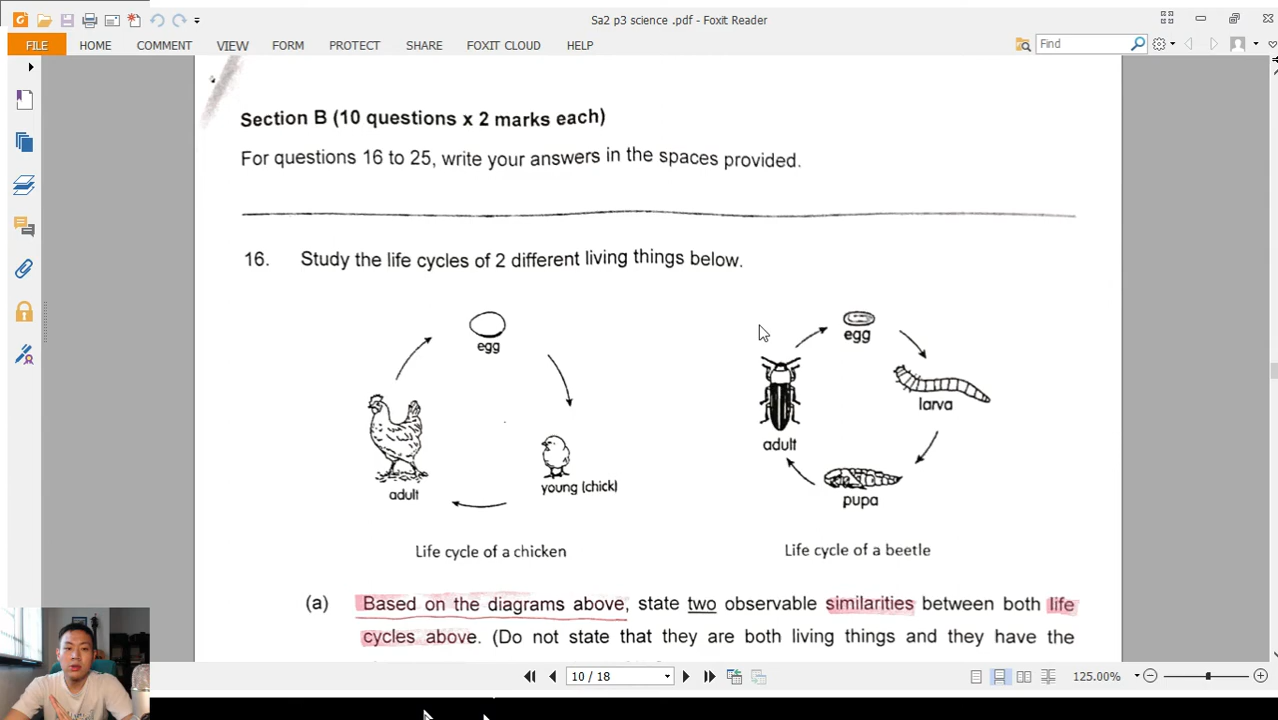 Sa2 p3 science .pdf - Foxit Reader
FILE HOME COMMENT VIEW FORM PROTECT SHARE FOXIT CLOUD HELP Find
Section B (10 questions x 2 marks each)
For questions 16 to 25, write your answers in the spaces provided.
16. Study the life cycles of 2 different living things below.
egg
young (chick)
adult
Life cycle of a chicken
egg
larva
pupa
adult
Life cycle of a beetle
(a) Based on the diagrams above, state two observable similarities between both life
cycles above. (Do not state that they are both living things and they have the
10 / 18 125.00%